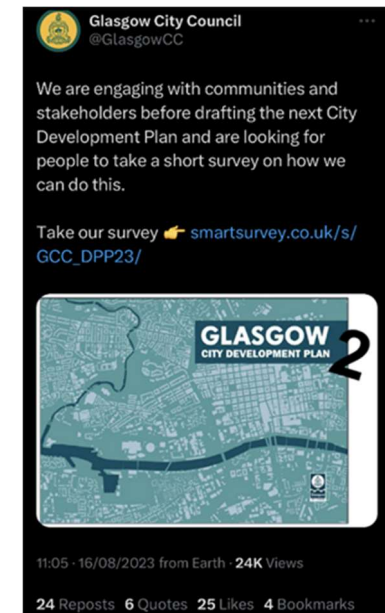 Glasgow City Council
@GlasgowCC
We are engaging with communities and
stakeholders before drafting the next City
Development Plan and are looking for
people to take a short survey on how we
can do this.
Take our survey 👉 smartsurvey.co.uk/s/
GCC_DPP23/
GLASGOW
CITY DEVELOPMENT PLAN
2
11:05 · 16/08/2023 from Earth · 24K Views
24 Reposts 6 Quotes 25 Likes 4 Bookmarks